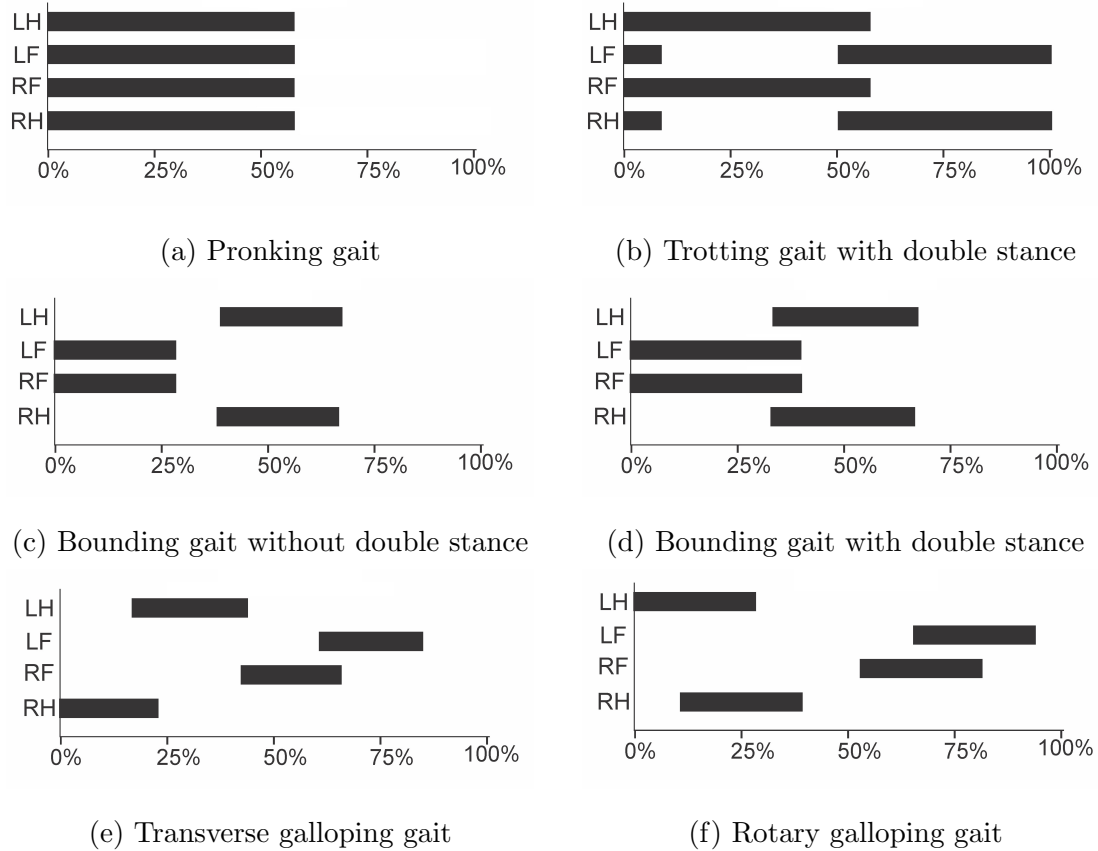 LH
LF
RF
RH
0% 25% 50% 75% 100%
(a) Pronking gait
LH
LF
RF
RH
0% 25% 50% 75% 100%
(b) Trotting gait with double stance
LH
LF
RF
RH
0% 25% 50% 75% 100%
(c) Bounding gait without double stance
LH
LF
RF
RH
0% 25% 50% 75% 100%
(d) Bounding gait with double stance
LH
LF
RF
RH
0% 25% 50% 75% 100%
(e) Transverse galloping gait
LH
LF
RF
RH
0% 25% 50% 75% 100%
(f) Rotary galloping gait